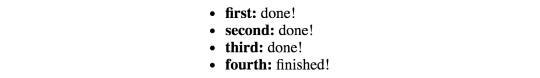 • first: done!
• second: done!
• third: done!
• fourth: finished!